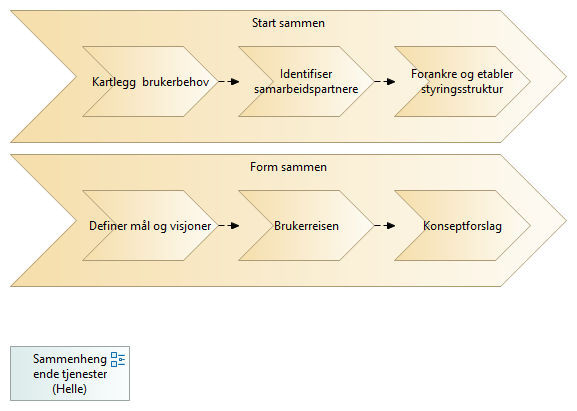 Start sammen
Kartlegg  brukerbehov
Identifiser
samarbeidspartnere
Forankre og etabler
styringsstruktur
Form sammen
Definer mål og visjoner
Brukerreisen
Konseptforslag
Sammenheng
ende tjenester
(Helle)